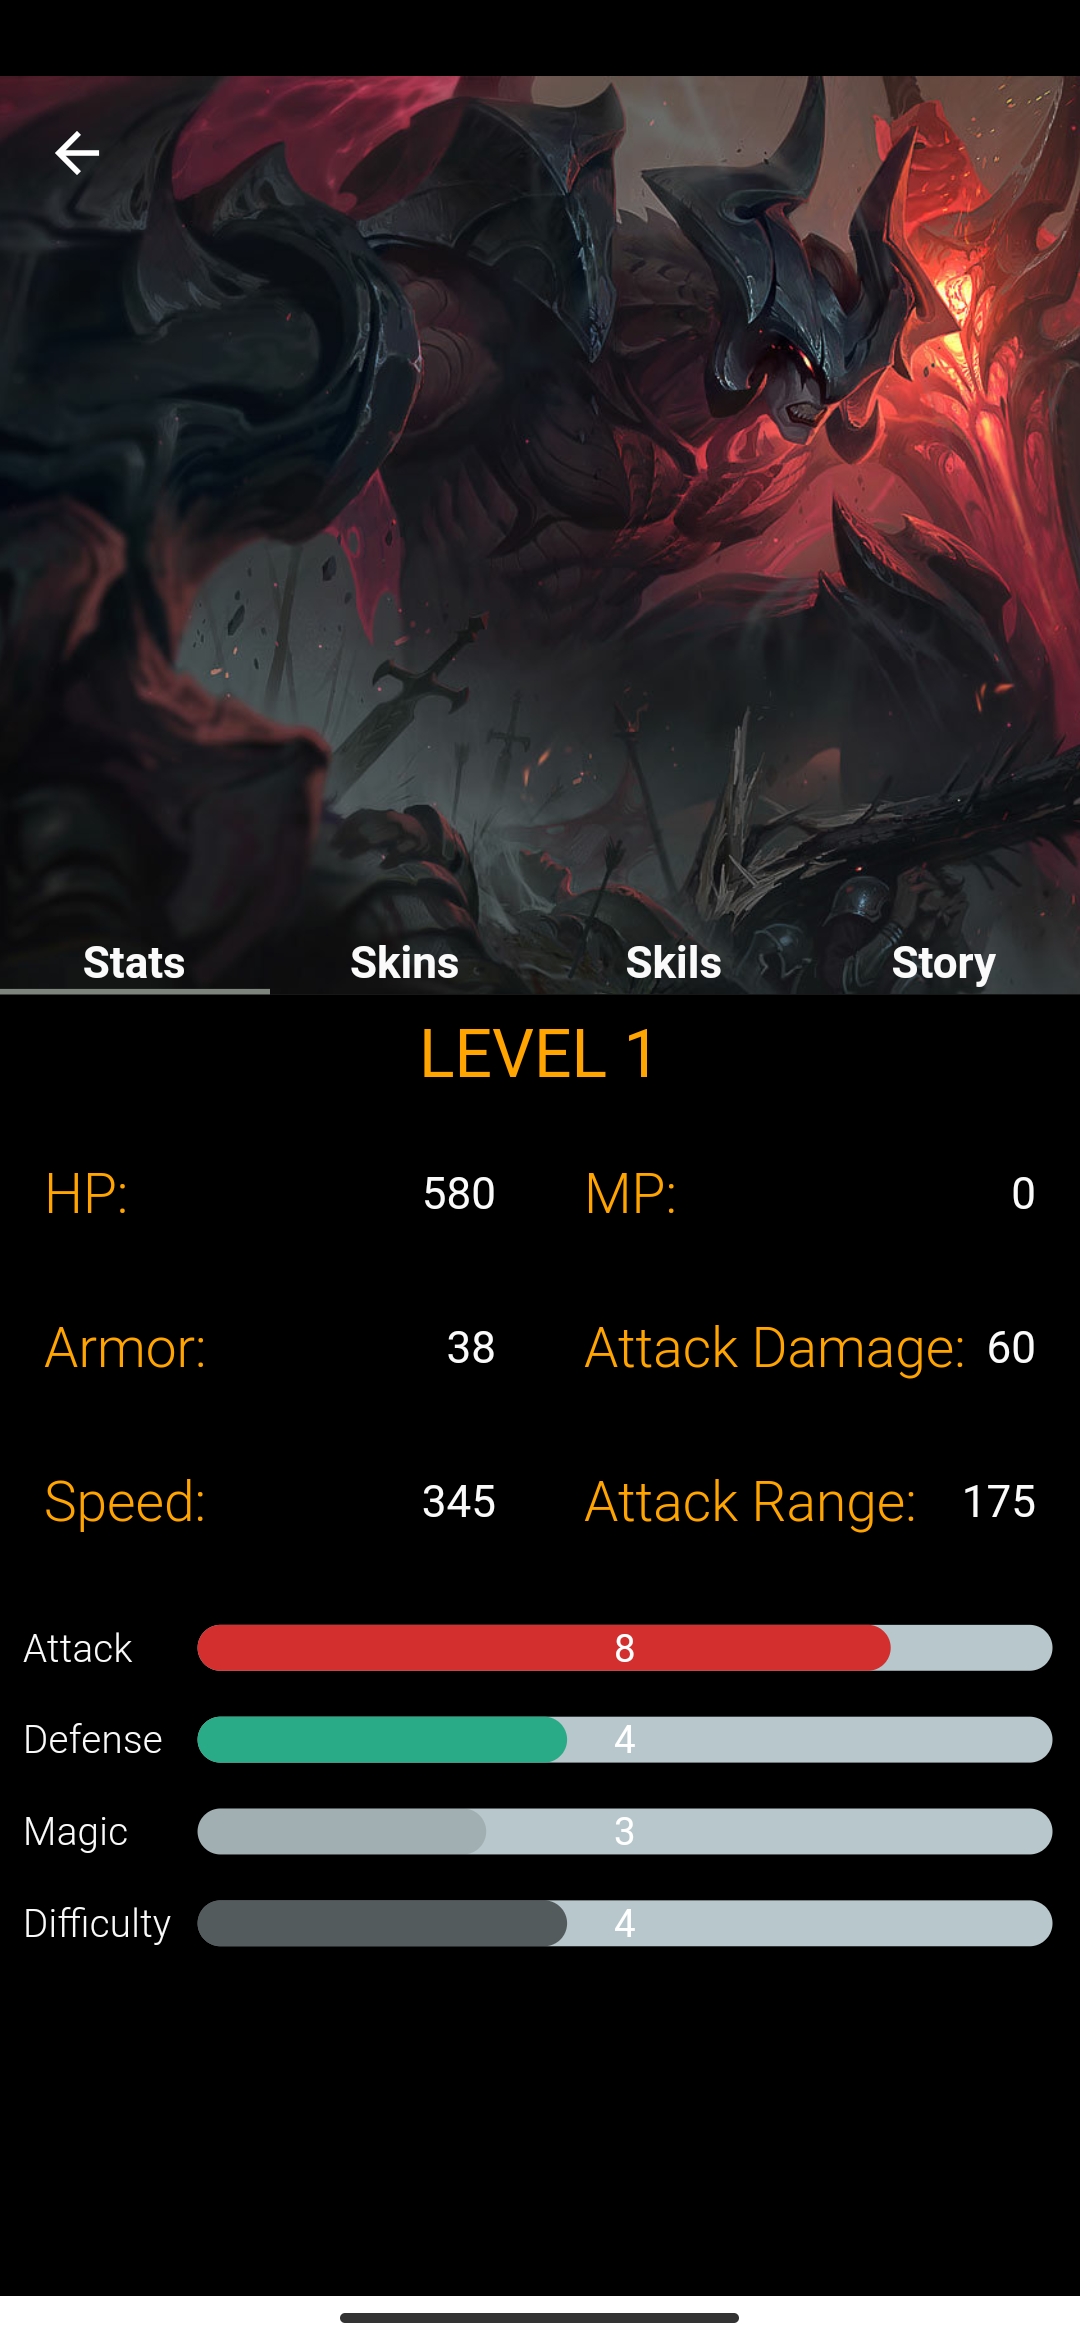 Stats Skins Skils Story
LEVEL 1
HP: 580 MP: 0
Armor: 38 Attack Damage: 60
Speed: 345 Attack Range: 175
Attack 8
Defense 4
Magic 3
Difficulty 4